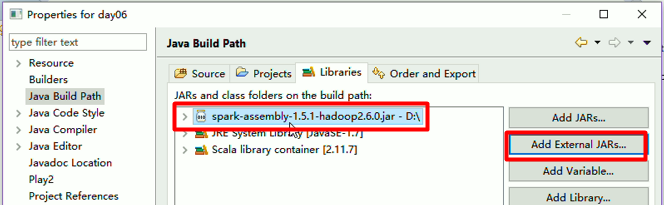 Properties for day06
type filter text
Resource
Builders
Java Build Path
Java Code Style
Java Compiler
Java Editor
Javadoc Location
Play2
Project References
Java Build Path
Source
Projects
Libraries
Order and Export
JARs and class folders on the build path:
spark-assembly-1.5.1-hadoop2.6.0.jar - D:\
JRE System Library [JavaSE-1.7]
Scala library container [2.11.7]
Add JARs...
Add External JARs...
Add Variable...
Add Library...